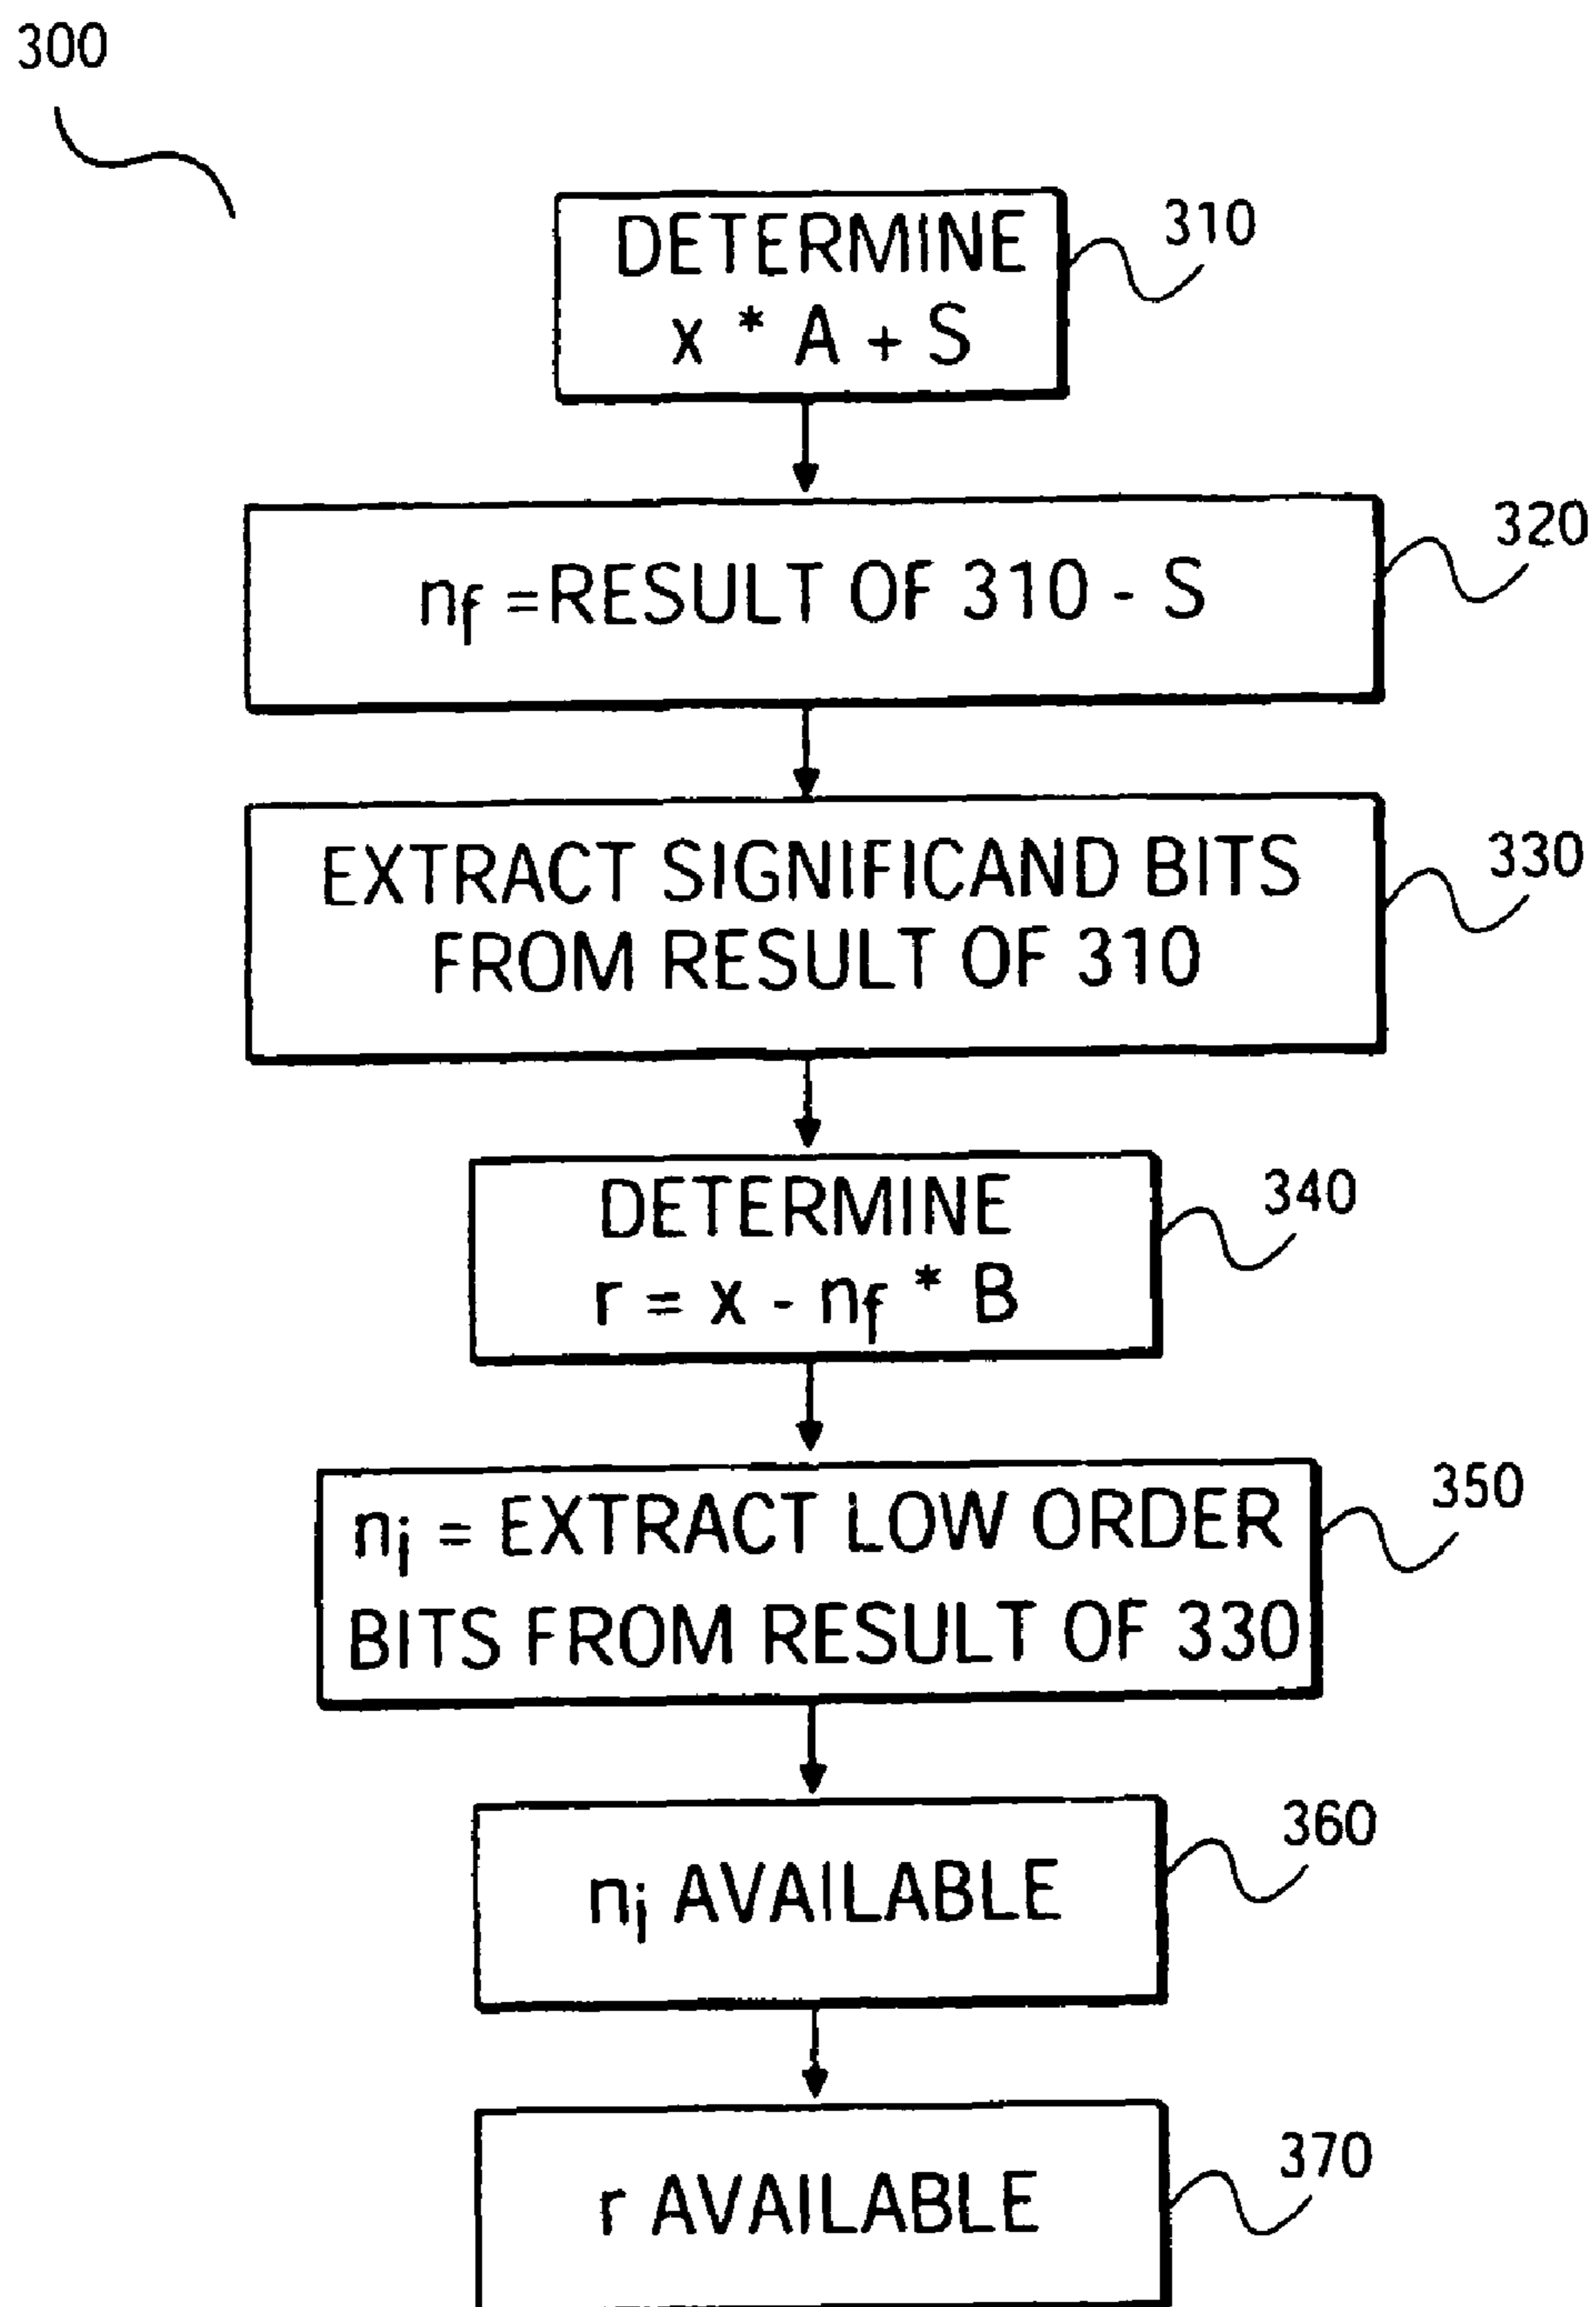 300
DETERMINE
x * A + S
310
nf =RESULT OF 310 - S
320
EXTRACT SIGNIFICAND BITS
FROM RESULT OF 310
330
DETERMINE
r = x - nf * B
340
ni = EXTRACT LOW ORDER
BITS FROM RESULT OF 330
350
ni AVAILABLE
360
r AVAILABLE
370